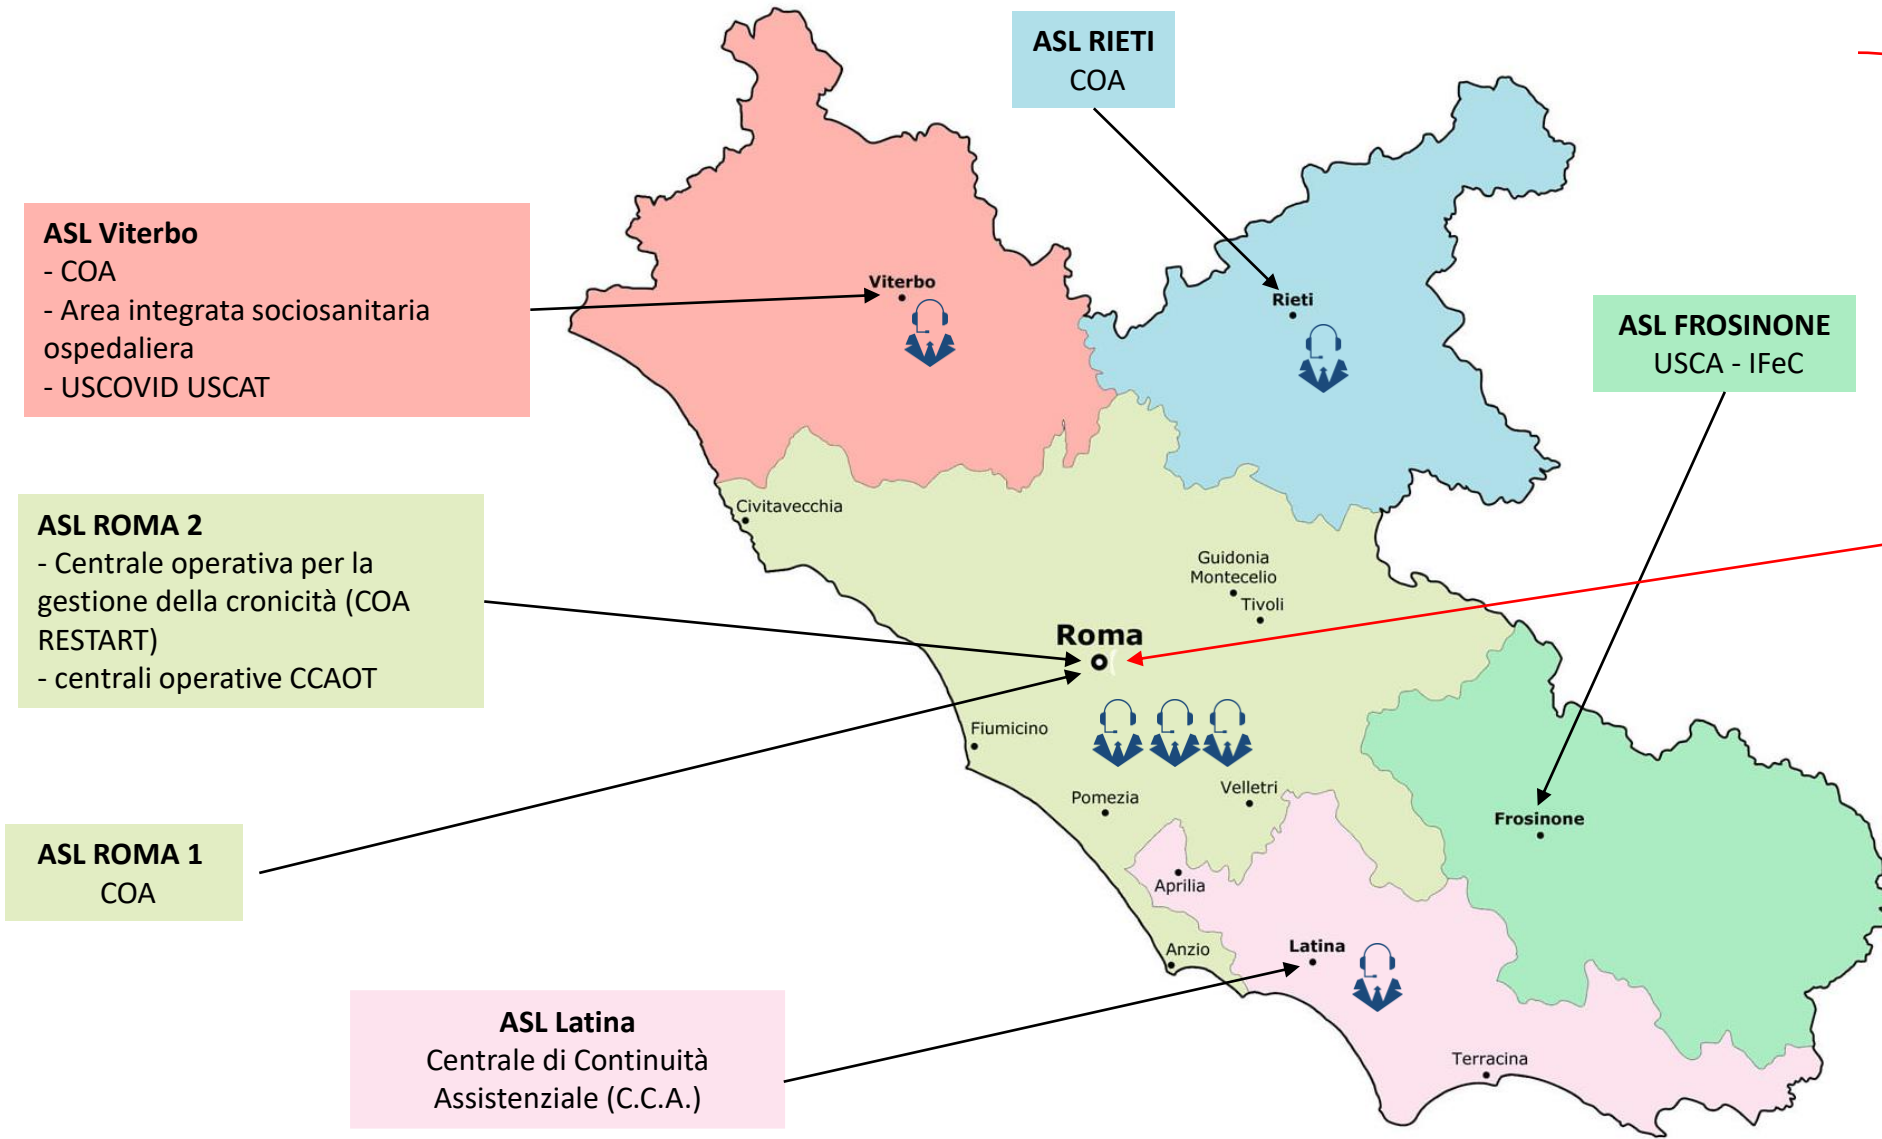 ASL RIETI
COA
ASL Viterbo
- COA
- Area integrata sociosanitaria
ospedaliera
- USCOVID USCAT
Viterbo
Rieti
ASL FROSINONE
USCA - IFeC
ASL ROMA 2
- Centrale operativa per la
gestione della cronicità (COA
RESTART)
- centrali operative CCAOT
Civitavecchia
Guidonia
Montecelio
Tivoli
Roma
Fiumicino
Pomezia
Velletri
Frosinone
ASL ROMA 1
COA
Aprilia
Anzio
Latina
ASL Latina
Centrale di Continuità
Assistenziale (C.C.A.)
Terracina